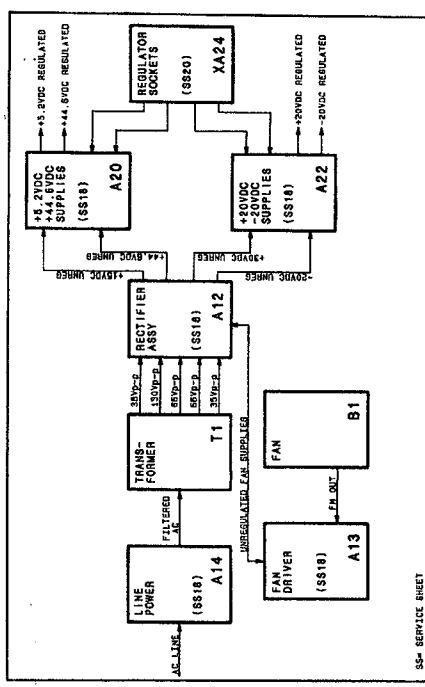 AC LINE
LINE
POWER
(SS18)
A14
FILTERED
AC
TRANS-
FORMER
T1
35Vp-p
130Vp-p
65Vp-p
65Vp-p
35Vp-p
RECTIFIER
ASSY
(SS18)
A12
+15VDC UNREG
+44.6VDC UNREG
+30VDC UNREG
-20VDC UNREG
+5.2VDC
+44.6VDC
SUPPLIES
(SS18)
A20
+5.2VDC REGULATED
+44.6VDC REGULATED
REGULATOR
SOCKETS
(SS20)
XA24
+20VDC
-20VDC
SUPPLIES
(SS18)
A22
+20VDC REGULATED
-20VDC REGULATED
UNREGULATED FAN SUPPLIES
FAN
DRIVER
(SS18)
A13
FM OUT
FAN
B1
SS= SERVICE SHEET